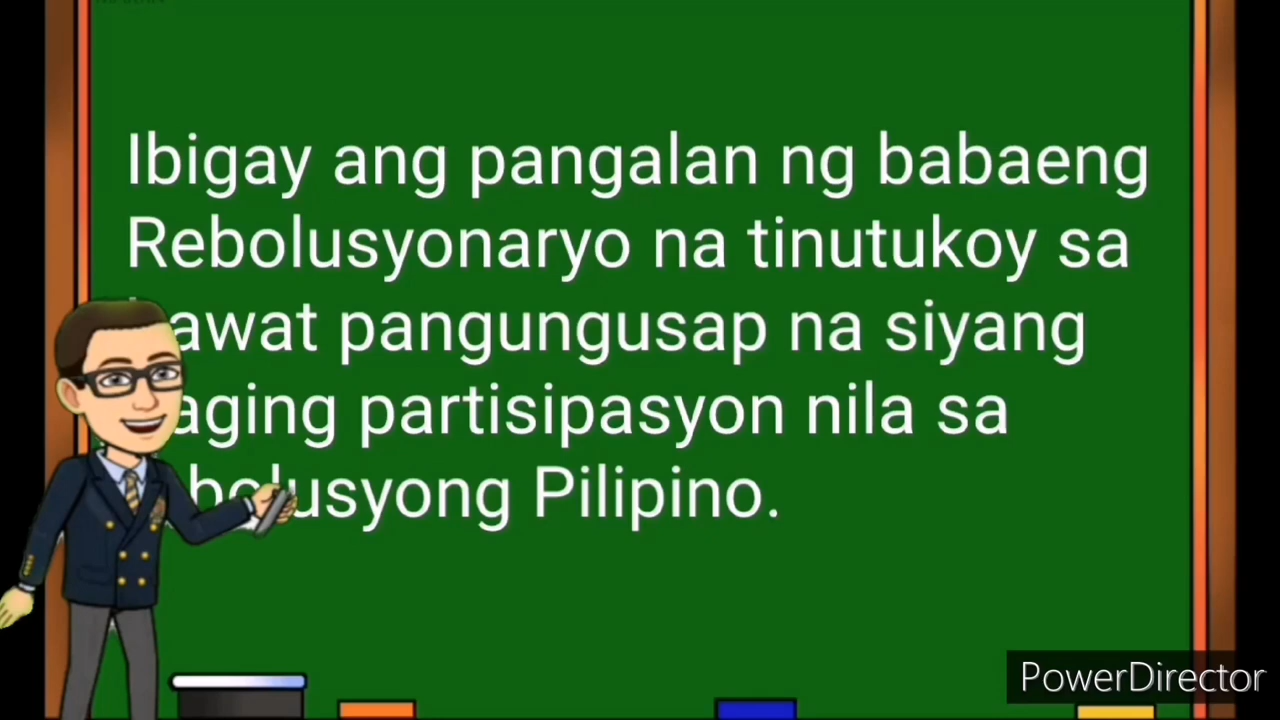 Ibigay ang pangalan ng babaeng
Rebolusyonaryo na tinutukoy sa
pangungusap na siyang
partisipasyon nila sa
Pilipino.
PowerDirector